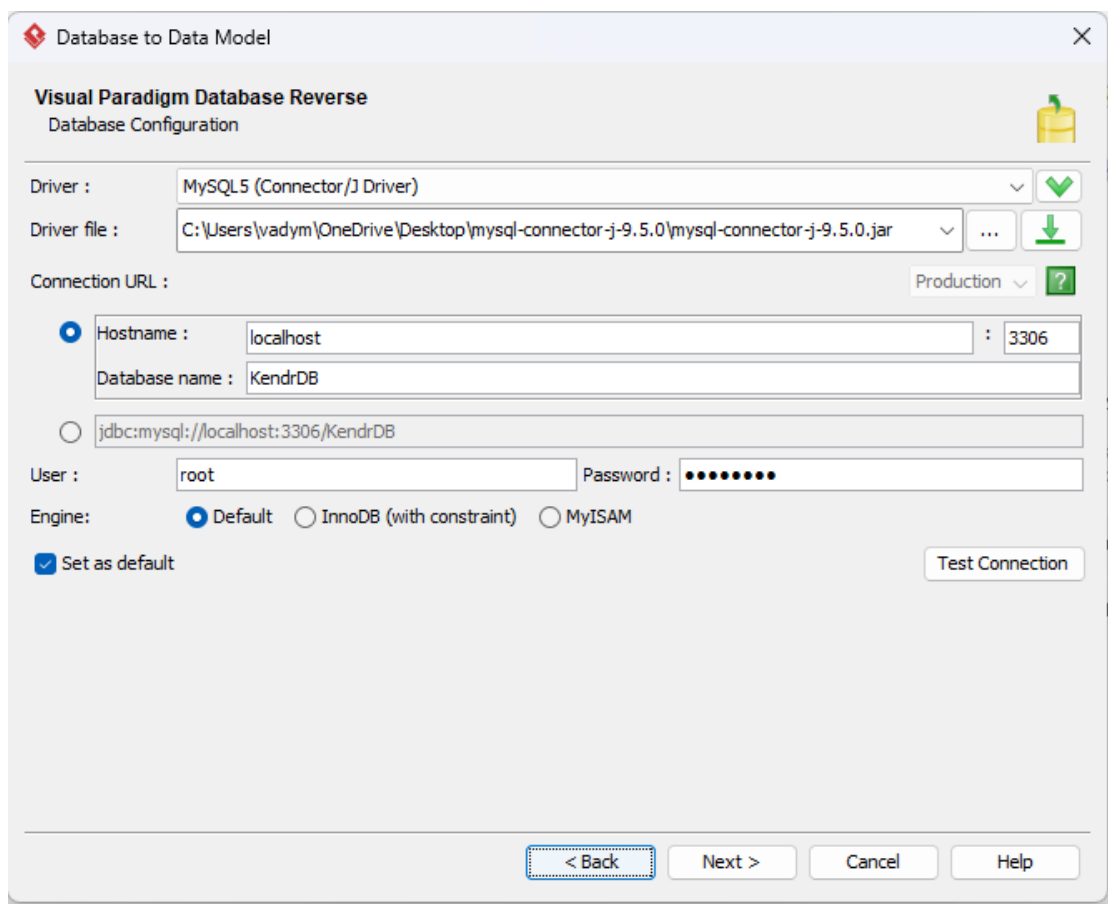 Database to Data Model
Visual Paradigm Database Reverse
Database Configuration
Driver : MySQL5 (Connector/J Driver)
Driver file : C:\Users\vadym\OneDrive\Desktop\mysql-connector-j-9.5.0\mysql-connector-j-9.5.0.jar ...
Connection URL : Production ?
Hostname : localhost : 3306
Database name : KendrDB
jdbc:mysql://localhost:3306/KendrDB
User : root Password : ●●●●●●●●
Engine: Default InnoDB (with constraint) MyISAM
Set as default Test Connection
< Back Next > Cancel Help